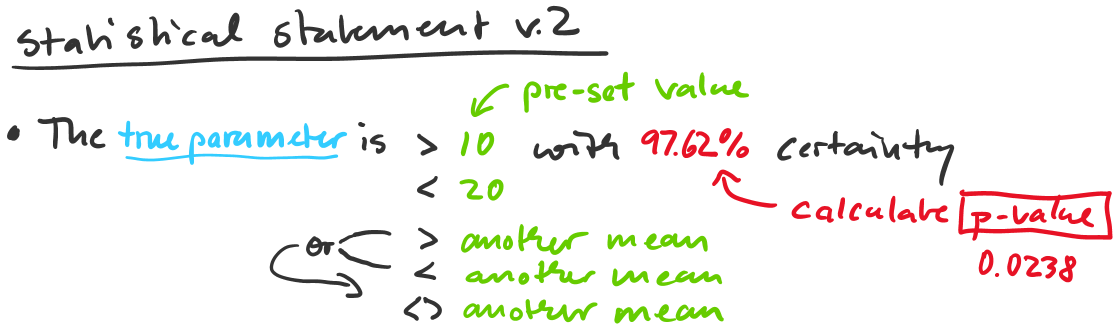 statistical statement v.2
pre-set value
• The true parameter is > 10 with 97.62% certaintry
< 20
calculate p-value
0.0238
or > another mean
< another mean
<> another mean